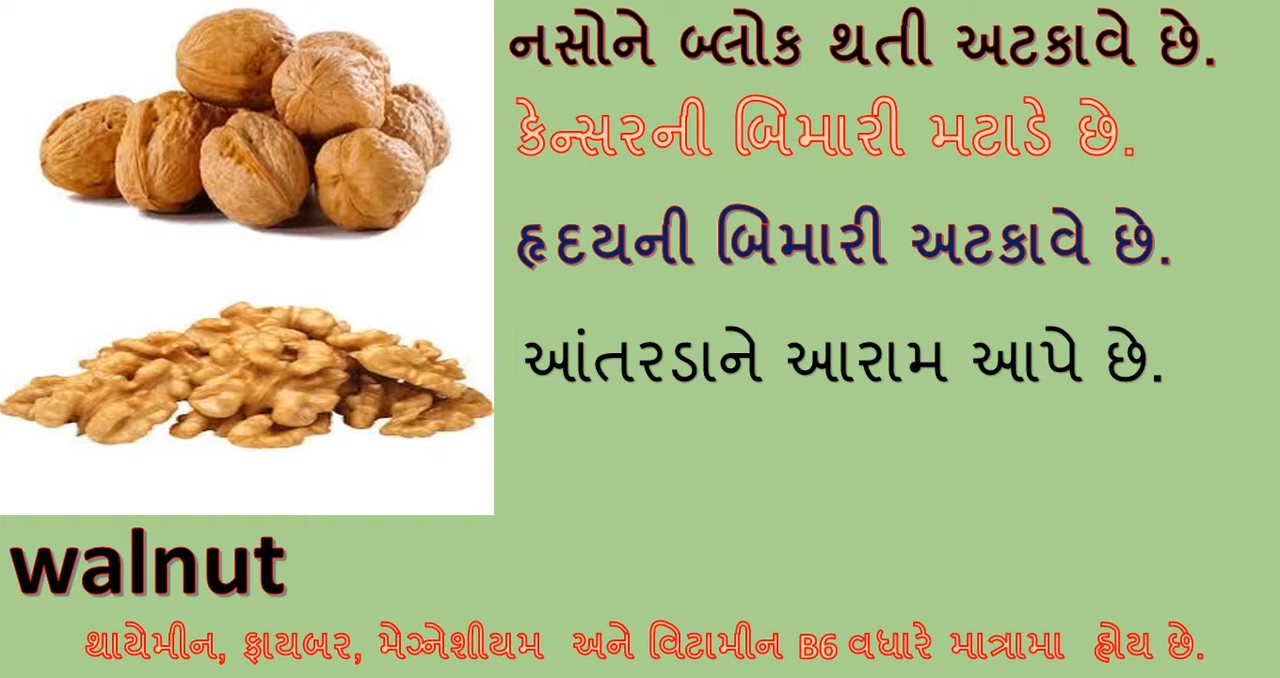 નસોને બ્લોક થતી અટકાવે છે.
કેન્સરની બિમારી મટાડે છે.
હૃદયની બિમારી અટકાવે છે.
આંતરડાને આરામ આપે છે.
walnut
થાયેમીન, ફાયબર, મેગ્નેશીયમ અને વિટામીન B6 વધારે માત્રામા હોય છે.